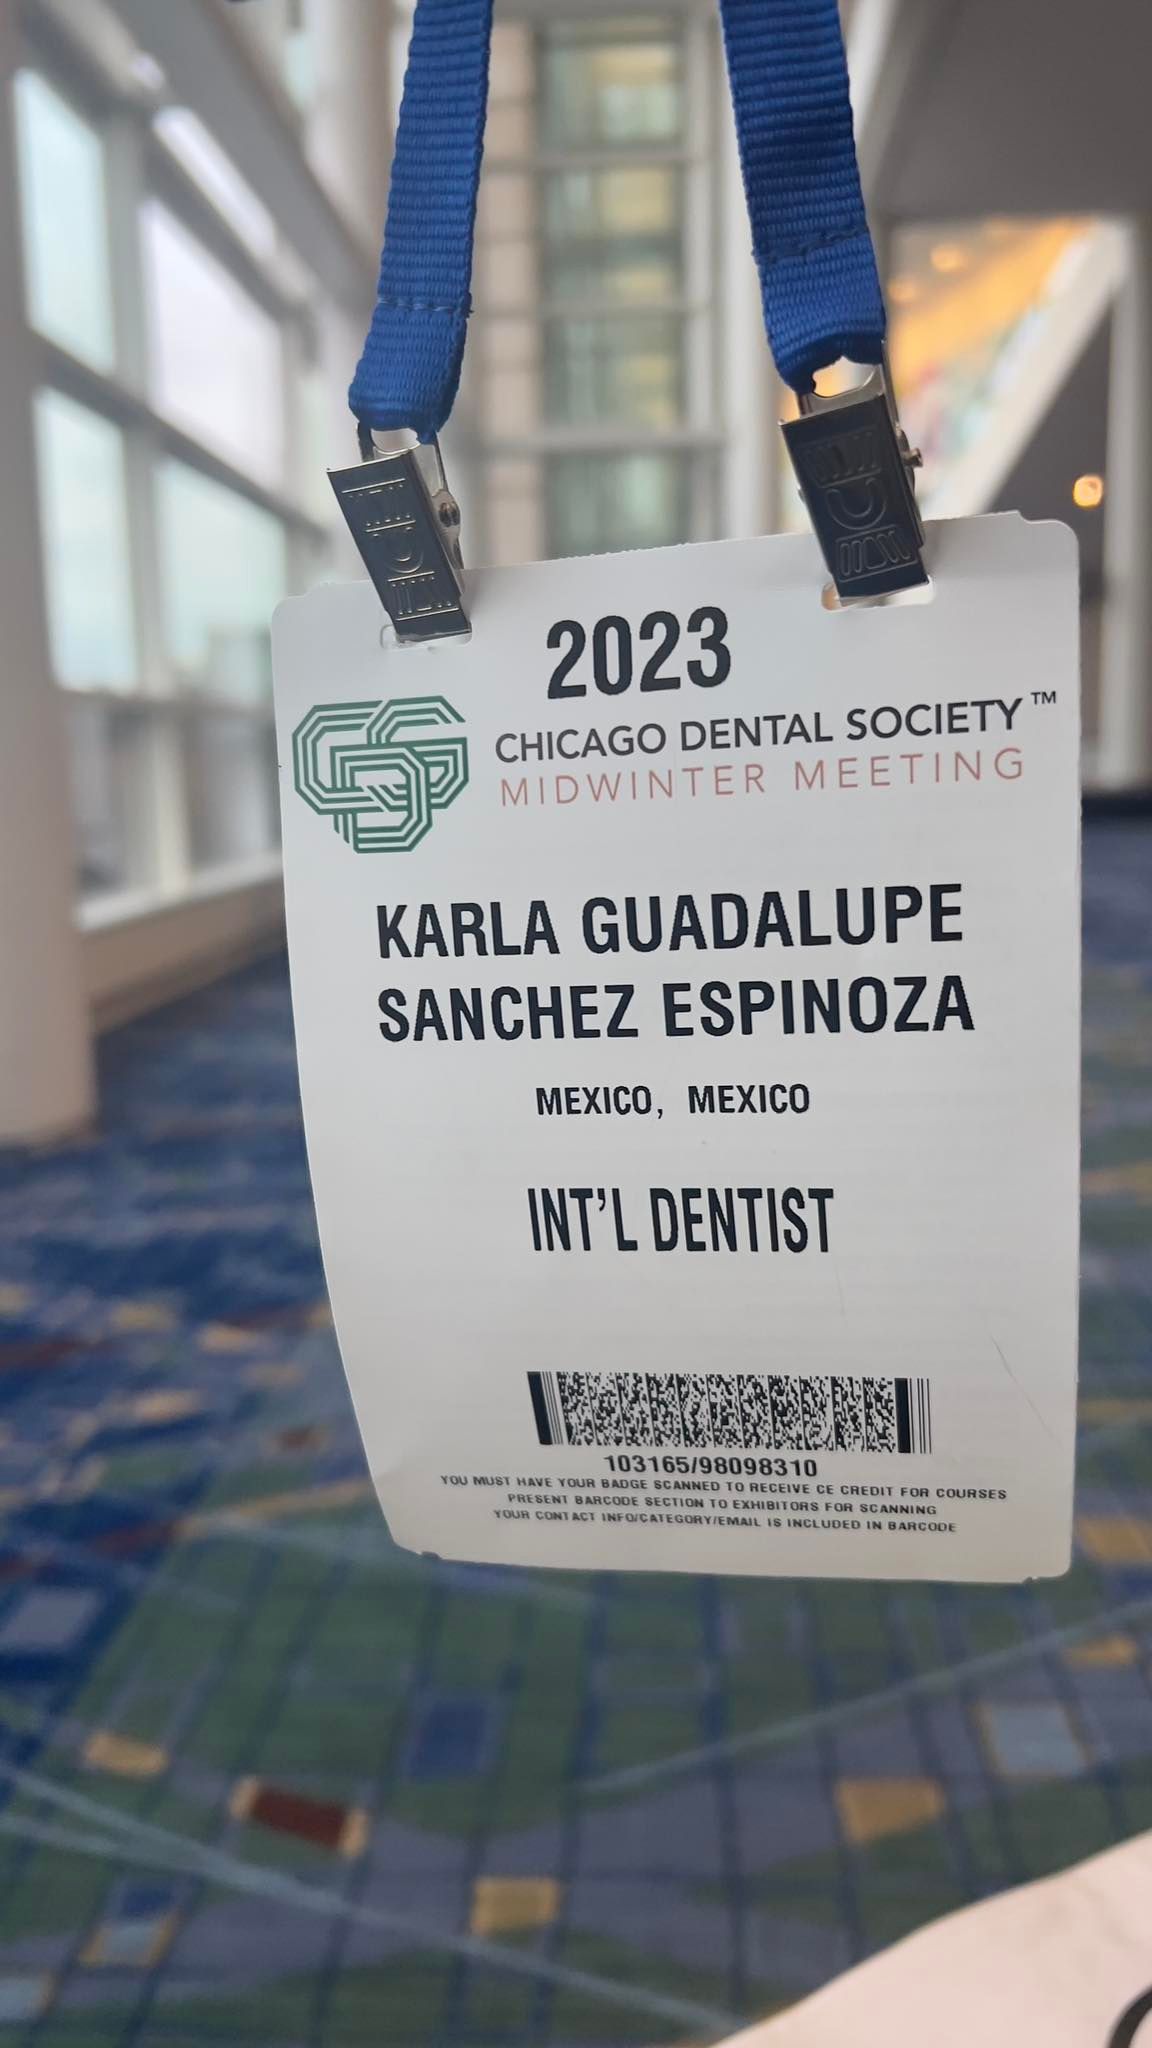 2023
CDS
CHICAGO DENTAL SOCIETY™
MIDWINTER MEETING
KARLA GUADALUPE
SANCHEZ ESPINOZA
MEXICO, MEXICO
INT'L DENTIST
103165/98098310
YOU MUST HAVE YOUR BADGE SCANNED TO RECEIVE CE CREDIT FOR COURSES
PRESENT BARCODE SECTION TO EXHIBITORS FOR SCANNING
YOUR CONTACT INFO/CATEGORY/EMAIL IS INCLUDED IN BARCODE